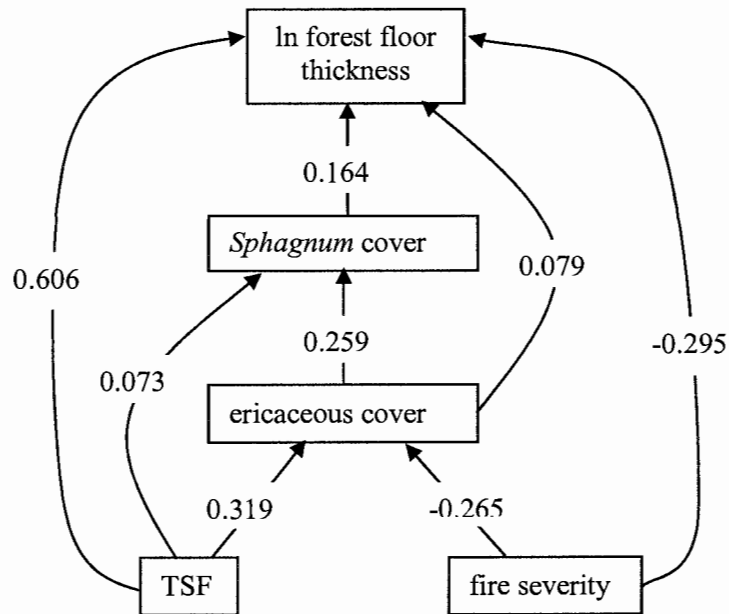 ln forest floor
thickness
0.164
Sphagnum cover
0.606
0.079
0.259
-0.295
0.073
ericaceous cover
0.319
-0.265
TSF
fire severity